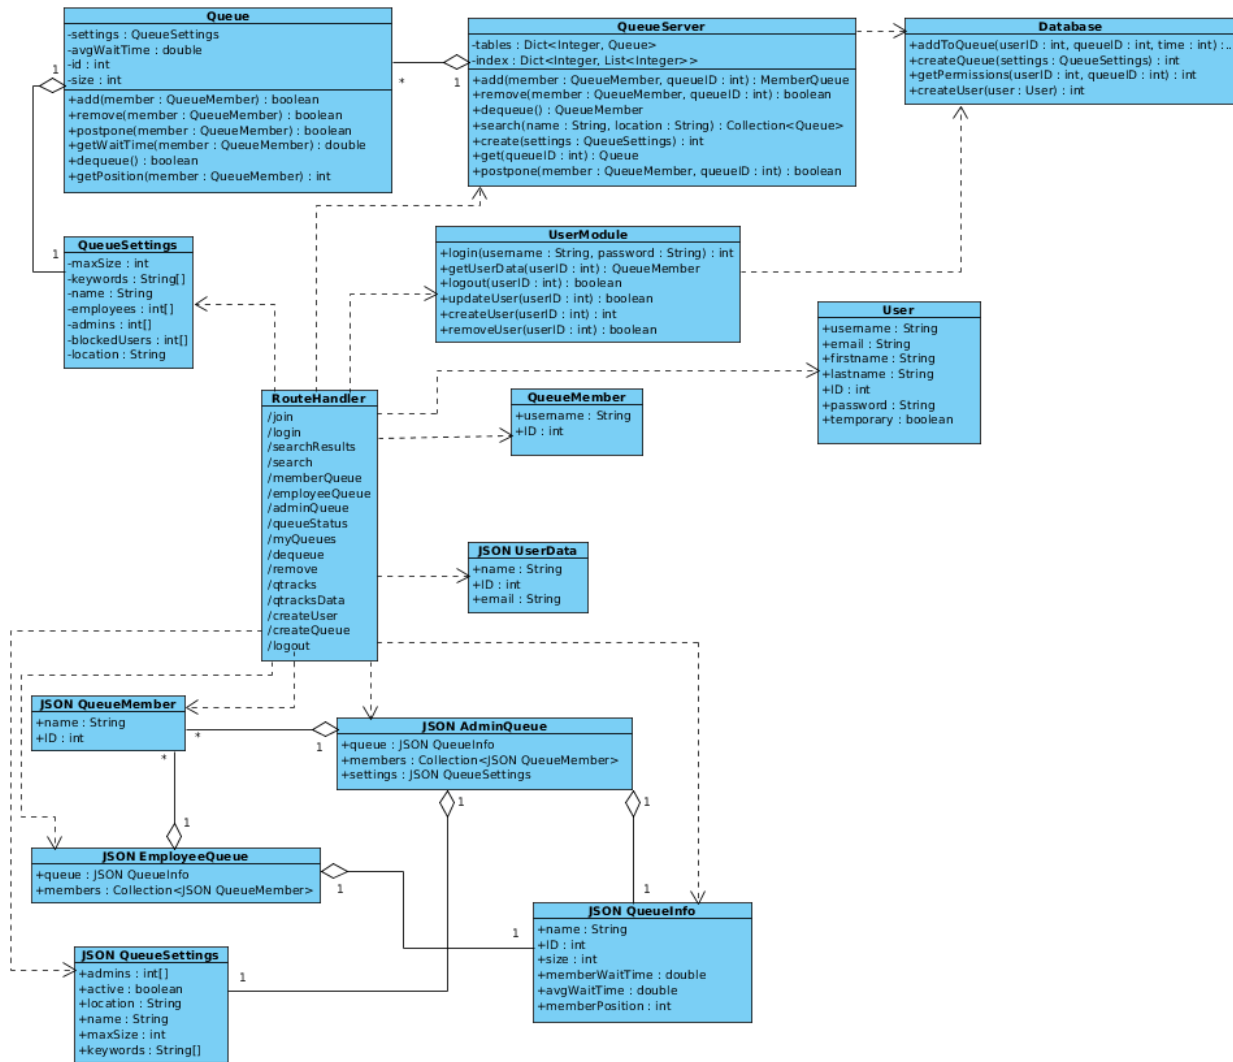 Queue
-settings : QueueSettings
-avgWaitTime : double
-id : int
-size : int
+add(member : QueueMember) : boolean
+remove(member : QueueMember) : boolean
+postpone(member : QueueMember) : boolean
+getWaitTime(member : QueueMember) : double
+dequeue() : boolean
+getPosition(member : QueueMember) : int
1
*
1
QueueServer
-tables : Dict<Integer, Queue>
-index : Dict<Integer, List<Integer>>
+add(member : QueueMember, queueID : int) : MemberQueue
+remove(member : QueueMember, queueID : int) : boolean
+dequeue() : QueueMember
+search(name : String, location : String) : Collection<Queue>
+create(settings : QueueSettings) : int
+get(queueID : int) : Queue
+postpone(member : QueueMember, queueID : int) : boolean
Database
+addToQueue(userID : int, queueID : int, time : int) :...
+createQueue(settings : QueueSettings) : int
+getPermissions(userID : int, queueID : int) : int
+createUser(user : User) : int
1
QueueSettings
-maxSize : int
-keywords : String[]
-name : String
-employees : int[]
-admins : int[]
-blockedUsers : int[]
-location : String
UserModule
+login(username : String, password : String) : int
+getUserData(userID : int) : QueueMember
+logout(userID : int) : boolean
+updateUser(userID : int) : boolean
+createUser(userID : int) : int
+removeUser(userID : int) : boolean
User
+username : String
+email : String
+firstname : String
+lastname : String
+ID : int
+password : String
+temporary : boolean
RouteHandler
/join
/login
/searchResults
/search
/memberQueue
/employeeQueue
/adminQueue
/queueStatus
/myQueues
/dequeue
/remove
/qtracks
/qtracksData
/createUser
/createQueue
/logout
QueueMember
+username : String
+ID : int
JSON UserData
+name : String
+ID : int
+email : String
JSON QueueMember
+name : String
+ID : int
*
1
*
1
JSON AdminQueue
+queue : JSON QueueInfo
+members : Collection<JSON QueueMember>
+settings : JSON QueueSettings
1
1
JSON EmployeeQueue
+queue : JSON QueueInfo
+members : Collection<JSON QueueMember>
1
1
1
JSON QueueInfo
+name : String
+ID : int
+size : int
+memberWaitTime : double
+avgWaitTime : double
+memberPosition : int
JSON QueueSettings
+admins : int[]
+active : boolean
+location : String
+name : String
+maxSize : int
+keywords : String[]
1